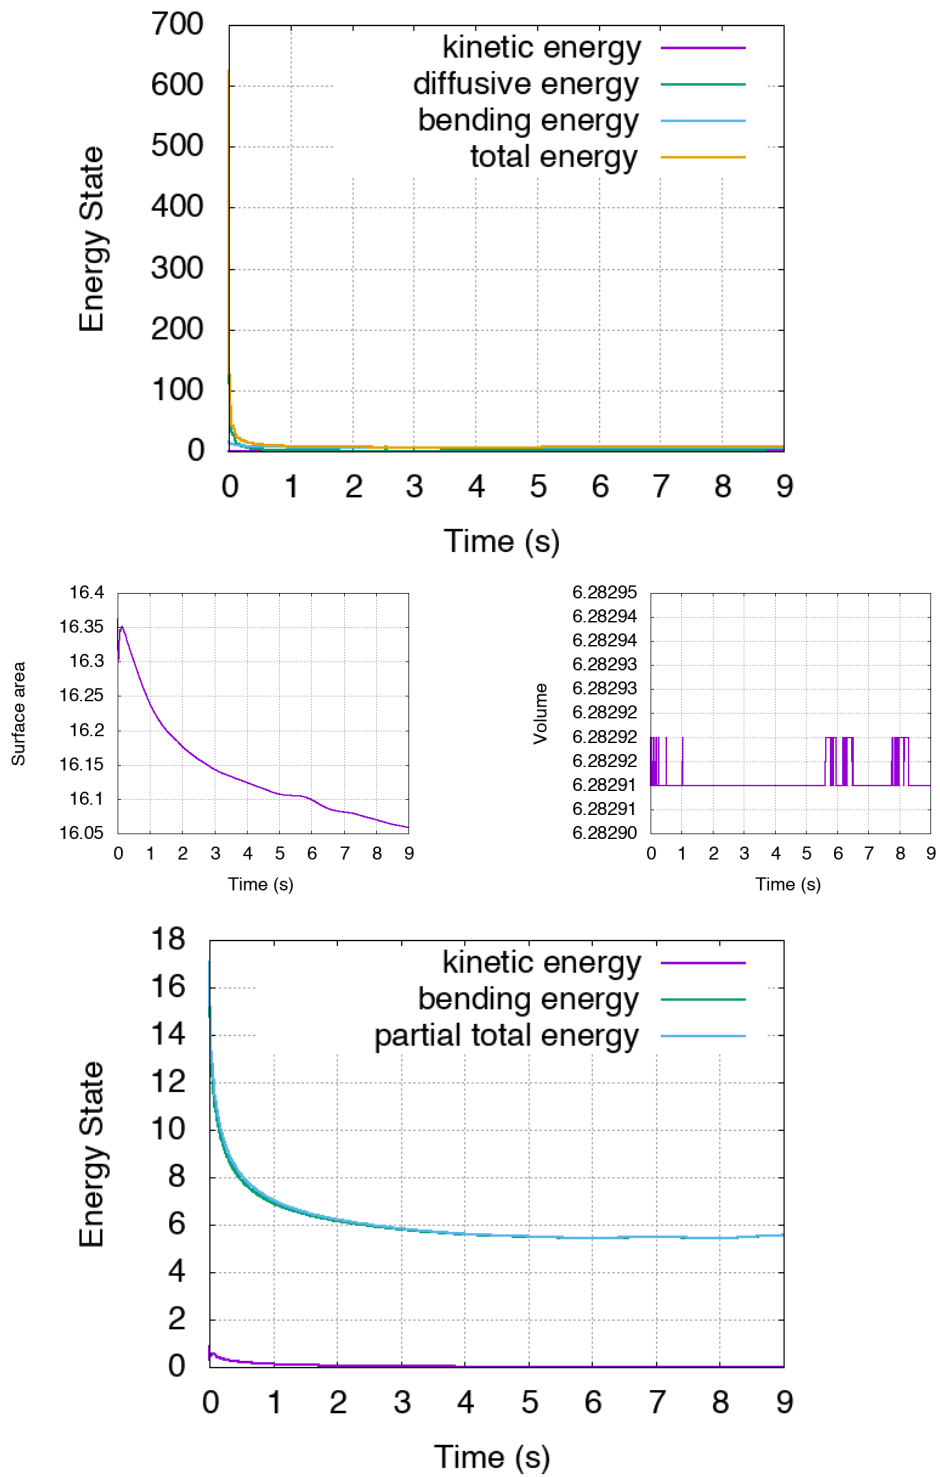 700
600
500
400
300
200
100
0
Energy State
kinetic energy
diffusive energy
bending energy
total energy
0 1 2 3 4 5 6 7 8 9
Time (s)
16.4
16.35
16.3
16.25
16.2
16.15
16.1
16.05
Surface area
0 1 2 3 4 5 6 7 8 9
Time (s)
6.28295
6.28294
6.28294
6.28293
6.28293
6.28292
6.28292
6.28292
6.28291
6.28291
6.28290
Volume
0 1 2 3 4 5 6 7 8 9
Time (s)
18
16
14
12
10
8
6
4
2
0
Energy State
kinetic energy
bending energy
partial total energy
0 1 2 3 4 5 6 7 8 9
Time (s)